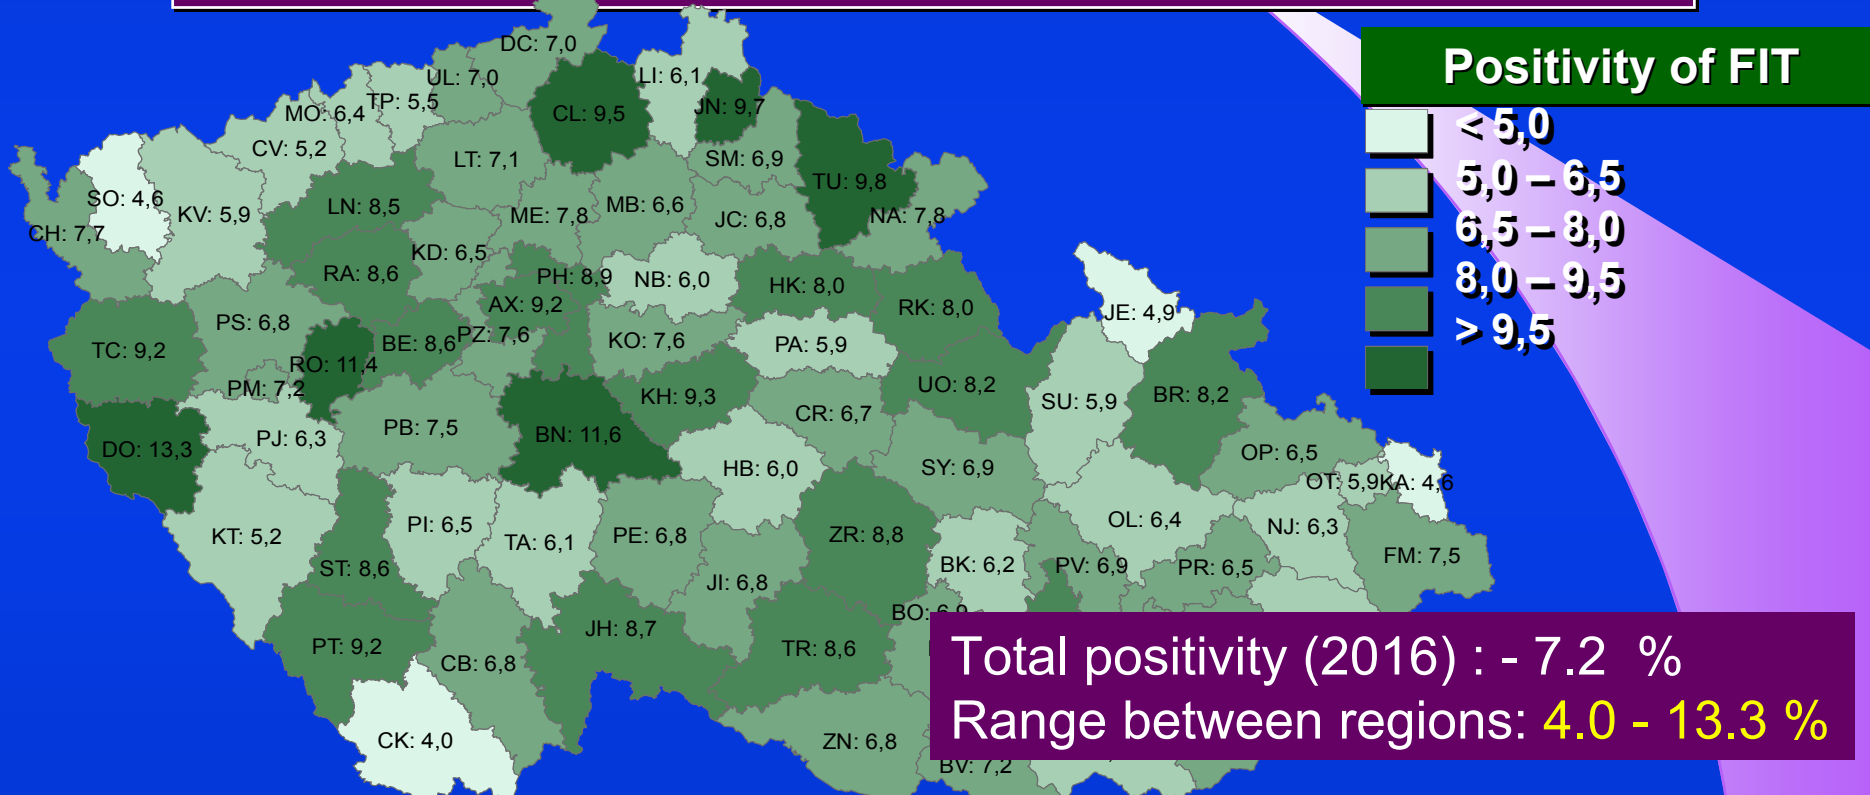 Positivity of FIT
< 5,0
5,0 – 6,5
6,5 – 8,0
8,0 – 9,5
> 9,5
DC: 7,0
UL: 7,0
LI: 6,1
TP: 5,5
MO: 6,4
CL: 9,5
JN: 9,7
CV: 5,2
LT: 7,1
SM: 6,9
TU: 9,8
SO: 4,6
KV: 5,9
LN: 8,5
ME: 7,8
MB: 6,6
JC: 6,8
NA: 7,8
CH: 7,7
KD: 6,5
RA: 8,6
PH: 8,9
NB: 6,0
HK: 8,0
AX: 9,2
RK: 8,0
JE: 4,9
PS: 6,8
BE: 8,6
PZ: 7,6
KO: 7,6
PA: 5,9
TC: 9,2
RO: 11,4
PM: 7,2
KH: 9,3
UO: 8,2
SU: 5,9
BR: 8,2
CR: 6,7
PB: 7,5
BN: 11,6
DO: 13,3
PJ: 6,3
HB: 6,0
SY: 6,9
OP: 6,5
OT: 5,9
KA: 4,6
KT: 5,2
PI: 6,5
TA: 6,1
PE: 6,8
ZR: 8,8
OL: 6,4
NJ: 6,3
FM: 7,5
ST: 8,6
JI: 6,8
BK: 6,2
PV: 6,9
PR: 6,5
BO: 6,9
JH: 8,7
TR: 8,6
PT: 9,2
CB: 6,8
CK: 4,0
ZN: 6,8
BV: 7,2
Total positivity (2016) : - 7.2 %
Range between regions: 4.0 - 13.3 %